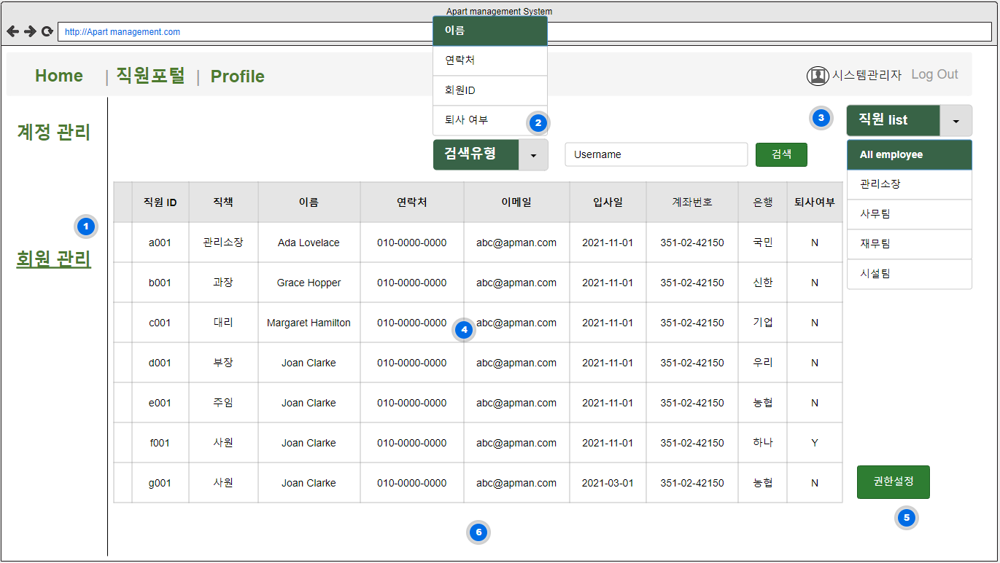 Apart management System
http://Apart management.com
Home | 직원포털 | Profile
시스템관리자 Log Out
이름
연락처
회원ID
퇴사 여부
2
검색유형
Username
검색
3
직원 list
All employee
관리소장
사무팀
재무팀
시설팀
계정 관리
1
회원 관리
직원 ID 직책 이름 연락처 이메일 입사일 계좌번호 은행 퇴사여부
a001 관리소장 Ada Lovelace 010-0000-0000 abc@apman.com 2021-11-01 351-02-42150 국민 N
b001 과장 Grace Hopper 010-0000-0000 abc@apman.com 2021-11-01 351-02-42150 신한 N
c001 대리 Margaret Hamilton 010-0000-0000 abc@apman.com 2021-11-01 351-02-42150 기업 N
4
d001 부장 Joan Clarke 010-0000-0000 abc@apman.com 2021-11-01 351-02-42150 우리 N
e001 주임 Joan Clarke 010-0000-0000 abc@apman.com 2021-11-01 351-02-42150 농협 N
f001 사원 Joan Clarke 010-0000-0000 abc@apman.com 2021-11-01 351-02-42150 하나 Y
g001 사원 Joan Clarke 010-0000-0000 abc@apman.com 2021-03-01 351-02-42150 농협 N
권한설정
5
6